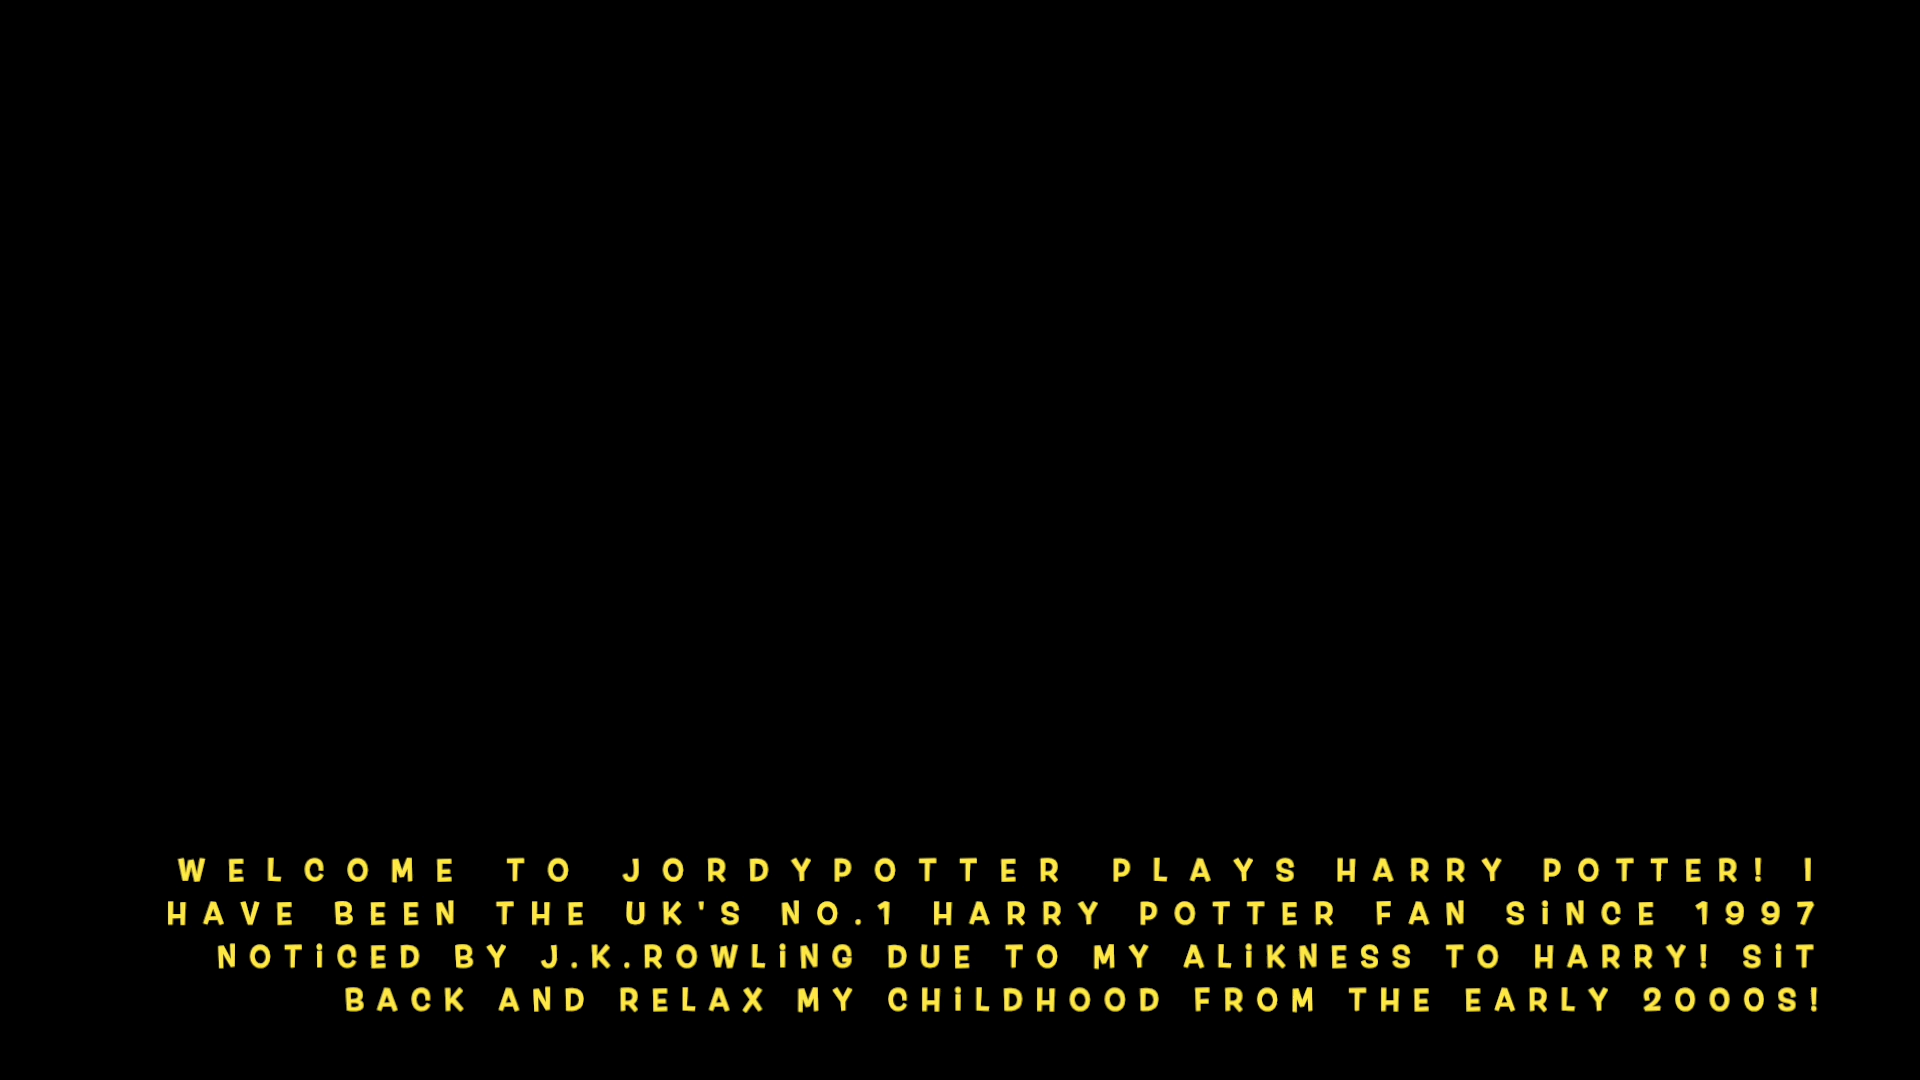 WELCOME TO JORDYPOTTER PLAYS HARRY POTTER! I
HAVE BEEN THE UK'S NO.1 HARRY POTTER FAN SiNCE 1997
NOTiCED BY J.K.ROWLiNG DUE TO MY ALiKNESS TO HARRY! SiT
BACK AND RELAX MY CHiLDHOOD FROM THE EARLY 2000S!